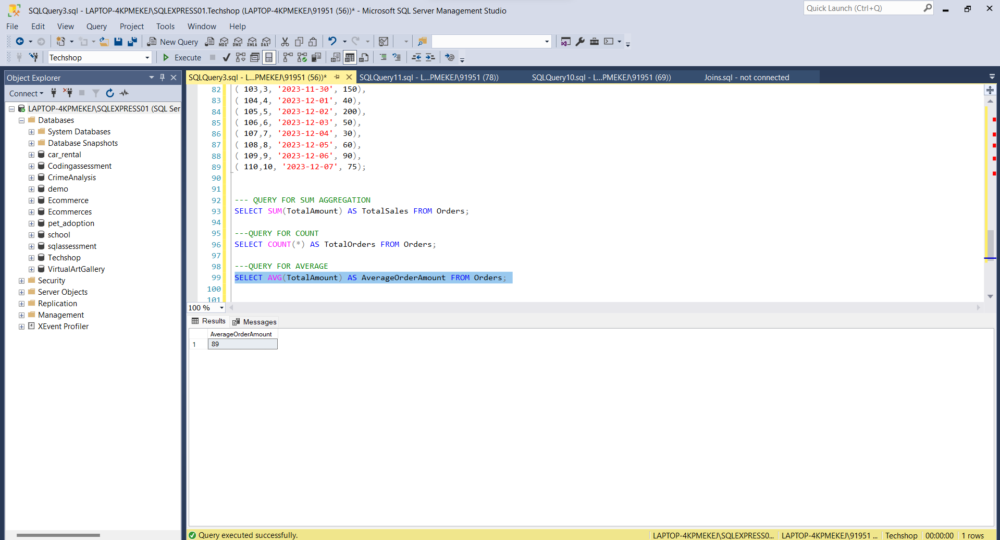 SQLQuery3.sql - LAPTOP-4KPMEKEJ\SQLEXPRESS01.Techshop (LAPTOP-4KPMEKEJ\91951 (56))* - Microsoft SQL Server Management Studio
Quick Launch (Ctrl+Q)
File Edit View Query Project Tools Window Help
New Query MDX DMX XMLA DAX
Techshop Execute
Object Explorer
Connect
LAPTOP-4KPMEKEJ\SQLEXPRESS01 (SQL Ser
Databases
System Databases
Database Snapshots
car_rental
Codingassessment
CrimeAnalysis
demo
Ecommerce
Ecommerces
pet_adoption
school
sqlassessment
Techshop
VirtualArtGallery
Security
Server Objects
Replication
Management
XEvent Profiler
SQLQuery3.sql - L...PMEKEJ\91951 (56))* SQLQuery11.sql - L...PMEKEJ\91951 (78)) SQLQuery10.sql - L...PMEKEJ\91951 (69)) Joins.sql - not connected
82 ( 103,3, '2023-11-30', 150),
83 ( 104,4, '2023-12-01', 40),
84 ( 105,5, '2023-12-02', 200),
85 ( 106,6, '2023-12-03', 50),
86 ( 107,7, '2023-12-04', 30),
87 ( 108,8, '2023-12-05', 60),
88 ( 109,9, '2023-12-06', 90),
89 ( 110,10, '2023-12-07', 75);
90
91
92 --- QUERY FOR SUM AGGREGATION
93 SELECT SUM(TotalAmount) AS TotalSales FROM Orders;
94
95 ---QUERY FOR COUNT
96 SELECT COUNT(*) AS TotalOrders FROM Orders;
97
98 ---QUERY FOR AVERAGE
99 SELECT AVG(TotalAmount) AS AverageOrderAmount FROM Orders;
100
101
100 %
Results Messages
AverageOrderAmount
1 89
Query executed successfully. LAPTOP-4KPMEKEJ\SQLEXPRESS0... LAPTOP-4KPMEKEJ\91951 ... Techshop 00:00:00 1 rows